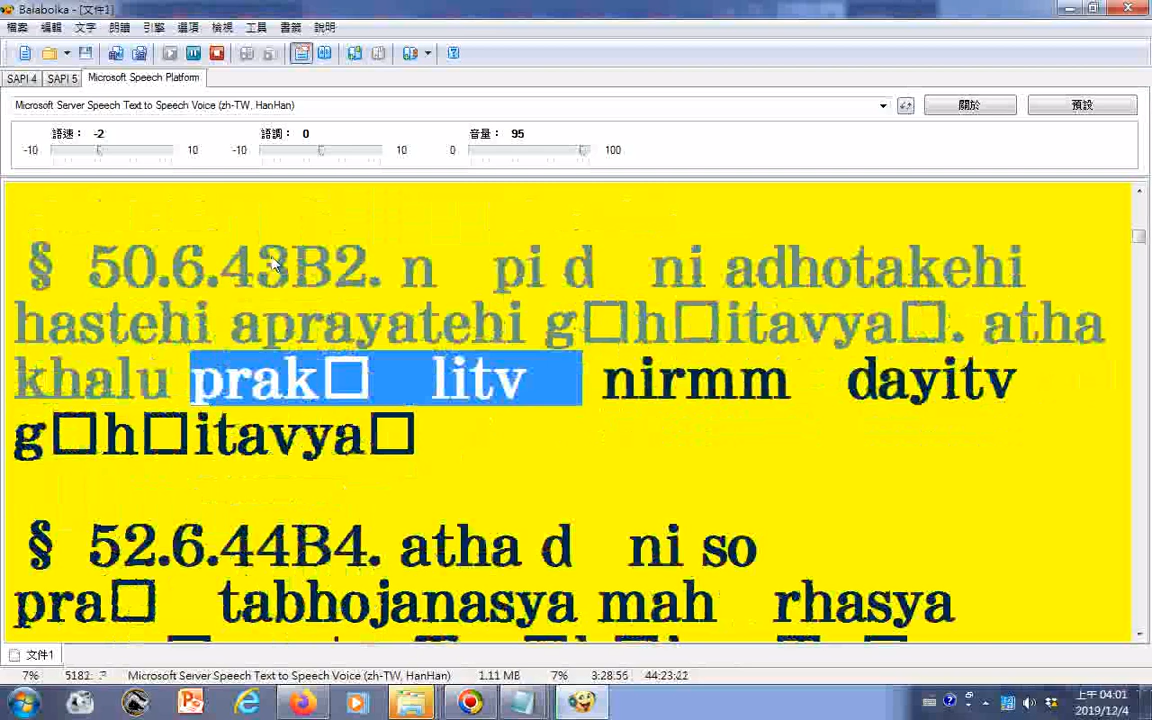 Balabolka - [文件1]
檔案 編輯 文字 朗讀 引擎 選項 檢視 工具 書籤 說明
SAPI 4 SAPI 5 Microsoft Speech Platform
Microsoft Server Speech Text to Speech Voice (zh-TW, HanHan) 關於 預設
語速： -2 語調： 0 音量： 95
-10 10 -10 10 0 100
§ 50.6.43B2. n pi d ni adhotakehi
hastehi aprayatehi g□h□itavya□. atha
khalu prak□ litv nirmm dayitv
g□h□itavya□
§ 52.6.44B4. atha d ni so
pra□ tabhojanasya mah rhasya
文件1
7% 5182: Microsoft Server Speech Text to Speech Voice (zh-TW, HanHan) 1.11 MB 7% 3:28:56 44:23:22
上午 04:01
2019/12/4